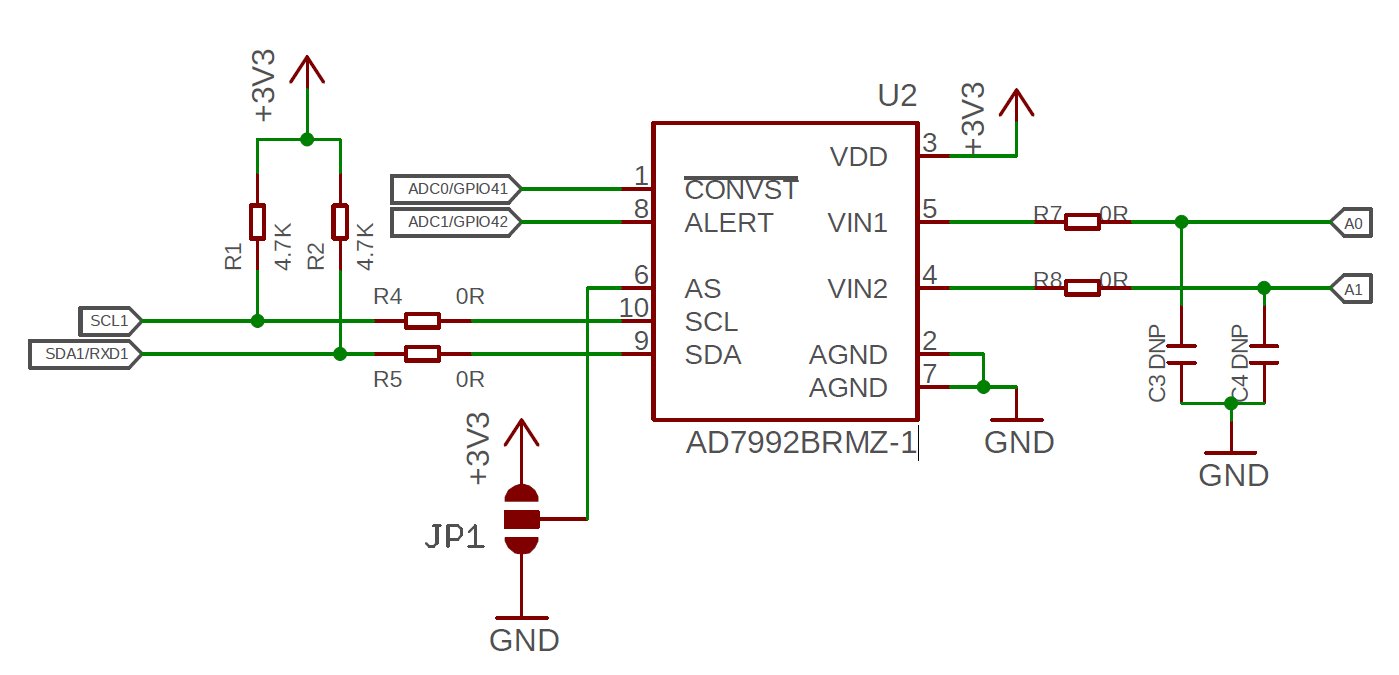 +3V3
U2
+3V3
VDD
3
1
CONVST
ADC0/GPIO41
8
ALERT
ADC1/GPIO42
VIN1
5
R7
0R
A0
R1
4.7K
R2
4.7K
6
AS
VIN2
4
R8
0R
A1
R4
0R
10
SCL
SCL1
9
SDA
SDA1/RXD1
R5
0R
AGND
2
AGND
7
C3 DNP
C4 DNP
AD7992BRMZ-1
GND
GND
+3V3
JP1
GND